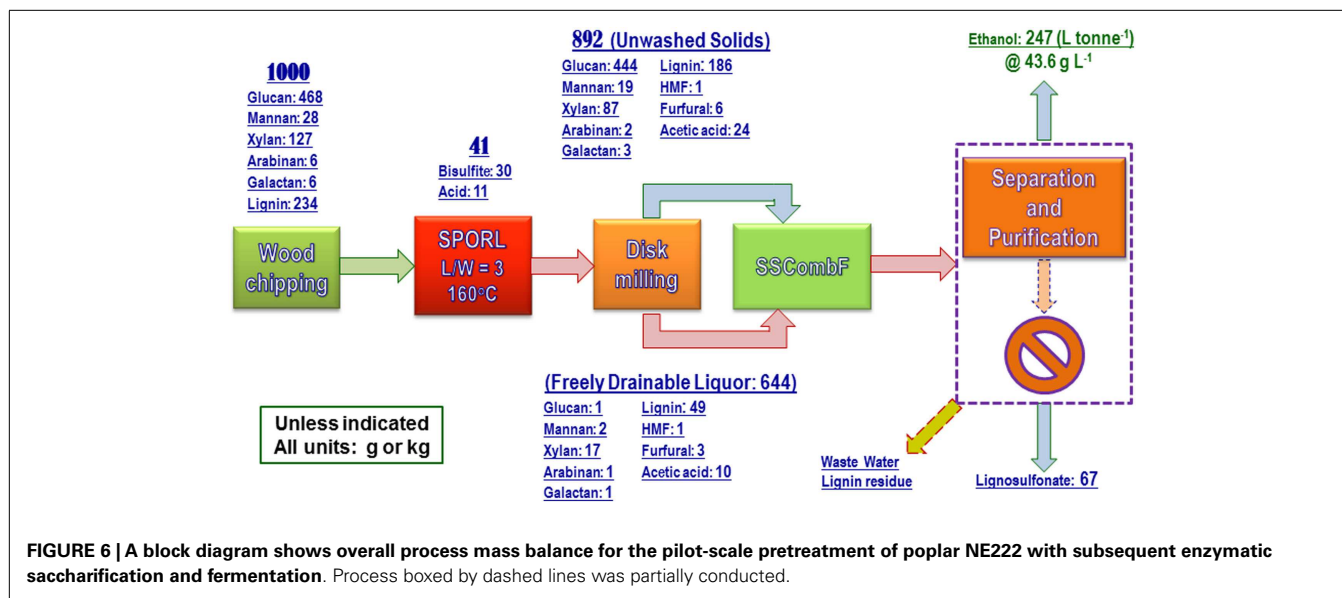 1000
Glucan: 468
Mannan: 28
Xylan: 127
Arabinan: 6
Galactan: 6
Lignin: 234
Wood
chipping
41
Bisulfite: 30
Acid: 11
SPORL
L/W = 3
160°C
892 (Unwashed Solids)
Glucan: 444
Mannan: 19
Xylan: 87
Arabinan: 2
Galactan: 3
Lignin: 186
HMF: 1
Furfural: 6
Acetic acid: 24
Disk
milling
(Freely Drainable Liquor: 644)
Glucan: 1
Mannan: 2
Xylan: 17
Arabinan: 1
Galactan: 1
Lignin: 49
HMF: 1
Furfural: 3
Acetic acid: 10
SSCombF
Ethanol: 247 (L tonne⁻¹)
@ 43.6 g L⁻¹
Separation
and
Purification
Waste Water
Lignin residue
Lignosulfonate: 67
Unless indicated
All units: g or kg
FIGURE 6 | A block diagram shows overall process mass balance for the pilot-scale pretreatment of poplar NE222 with subsequent enzymatic
saccharification and fermentation. Process boxed by dashed lines was partially conducted.